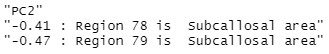 "PC2"
"-0.41 : Region 78 is  Subcallosal area"
"-0.47 : Region 79 is  Subcallosal area"